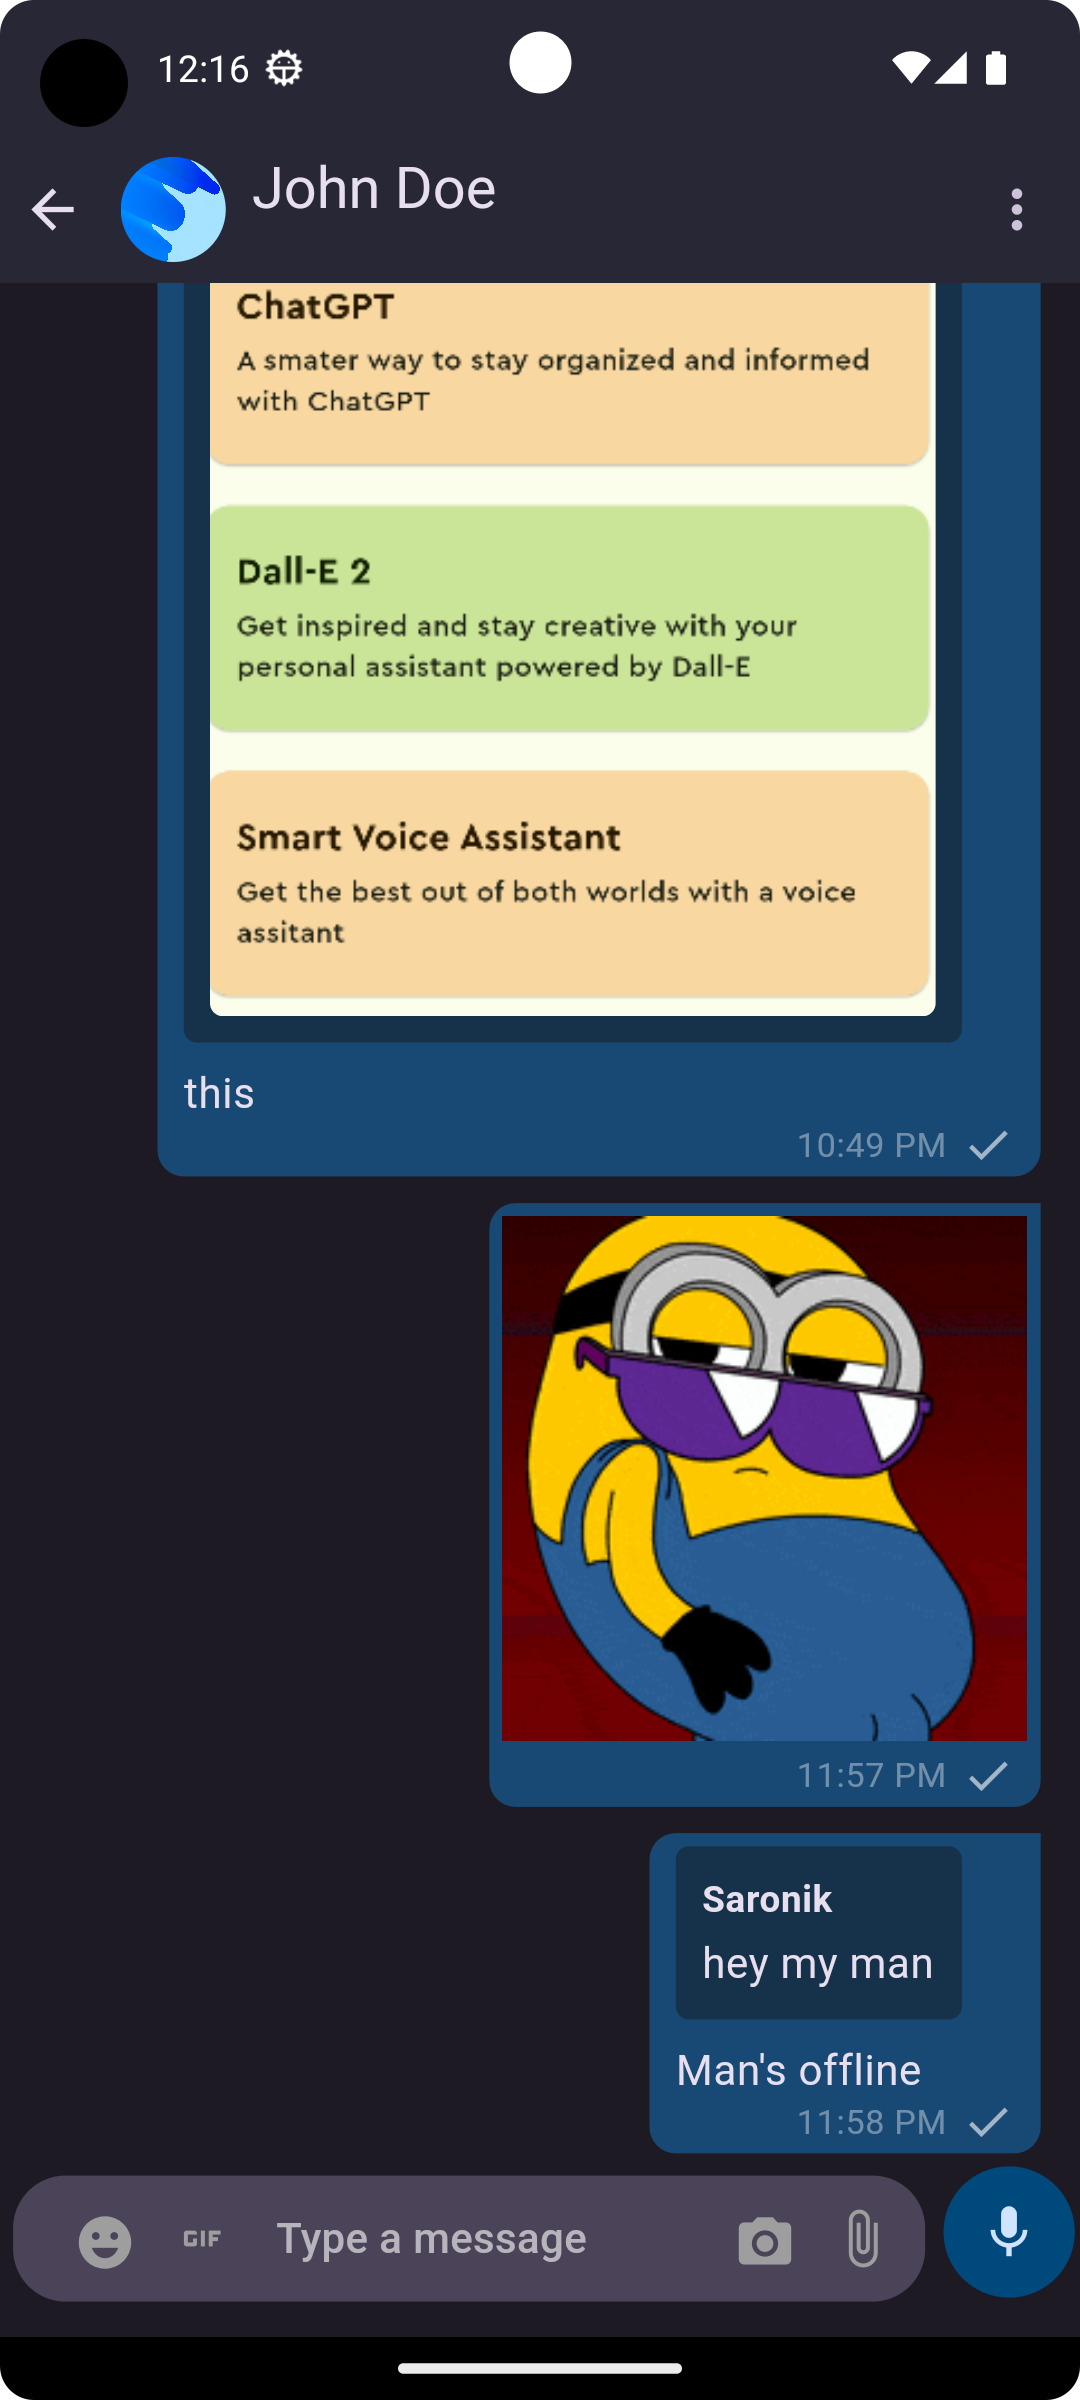 12:16
John Doe
ChatGPT
A smater way to stay organized and informed
with ChatGPT
Dall-E 2
Get inspired and stay creative with your
personal assistant powered by Dall-E
Smart Voice Assistant
Get the best out of both worlds with a voice
assitant
this
10:49 PM
11:57 PM
Saronik
hey my man
Man's offline
11:58 PM
GIF
Type a message